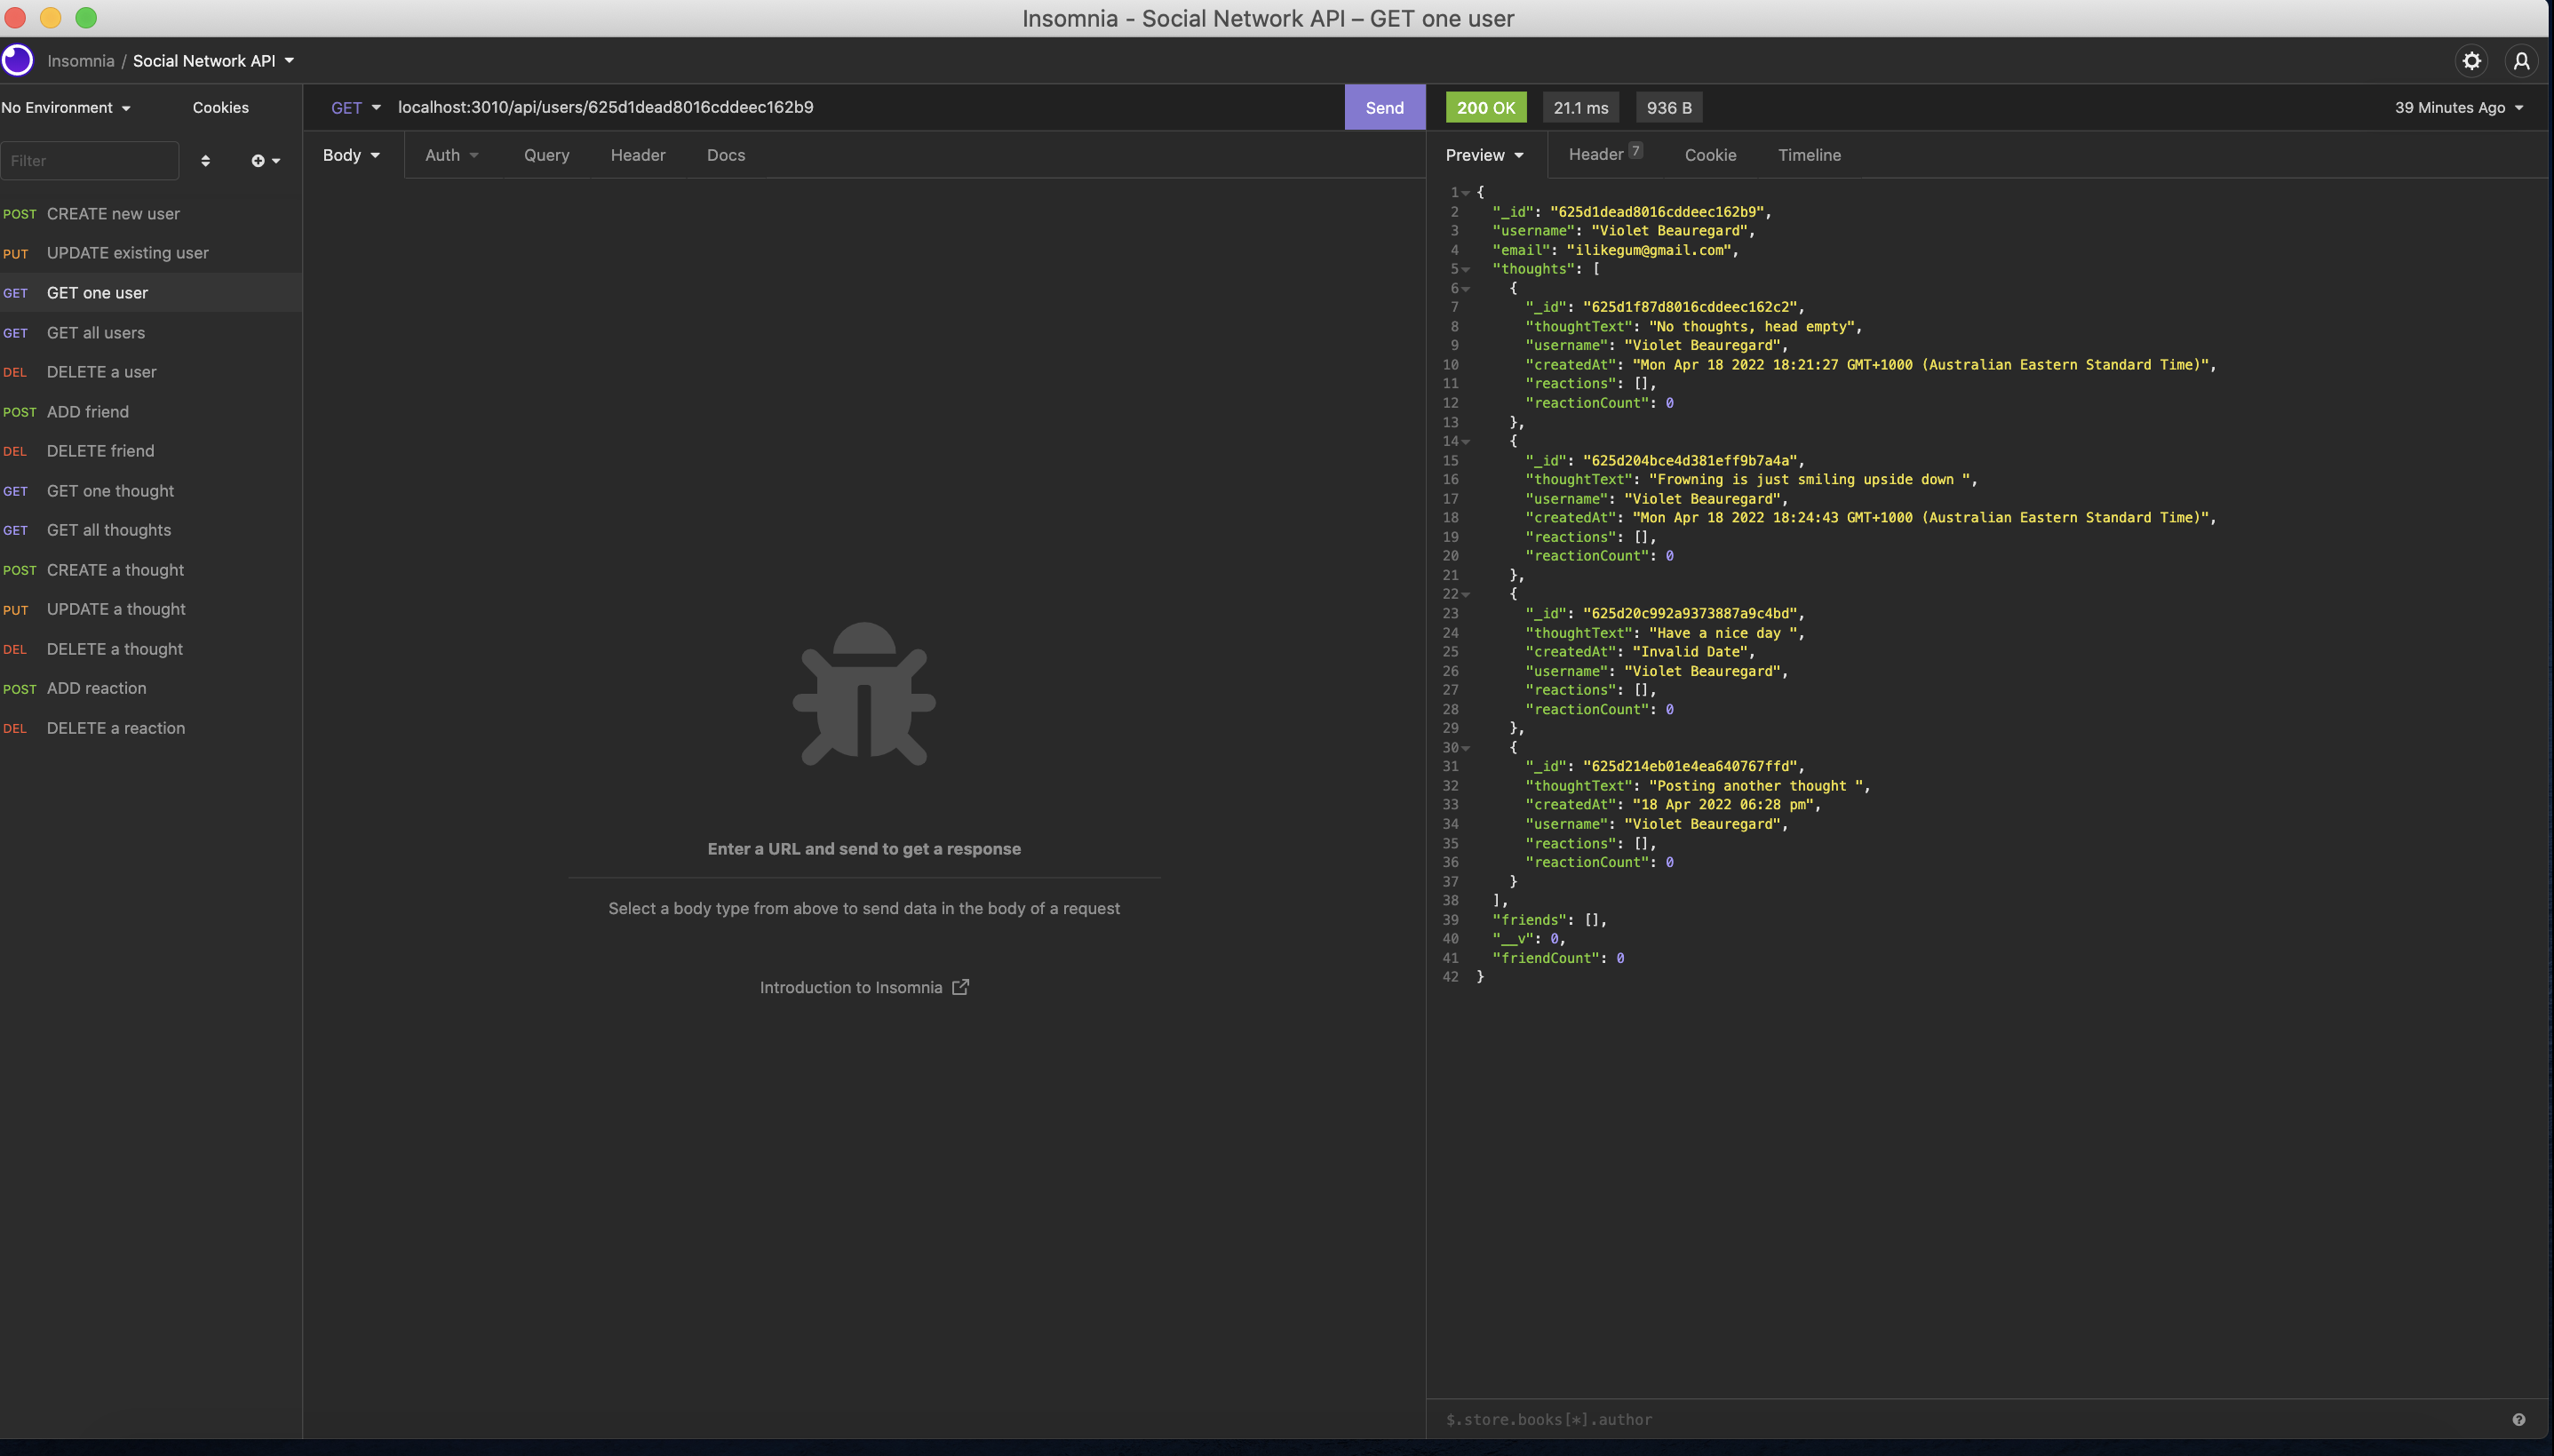 Insomnia - Social Network API – GET one user
Insomnia / Social Network API
No Environment
Cookies
Filter
POST CREATE new user
PUT UPDATE existing user
GET GET one user
GET GET all users
DEL DELETE a user
POST ADD friend
DEL DELETE friend
GET GET one thought
GET GET all thoughts
POST CREATE a thought
PUT UPDATE a thought
DEL DELETE a thought
POST ADD reaction
DEL DELETE a reaction
GET localhost:3010/api/users/625d1dead8016cddeec162b9 Send
Body Auth Query Header Docs
Enter a URL and send to get a response
Select a body type from above to send data in the body of a request
Introduction to Insomnia
200 OK 21.1 ms 936 B 39 Minutes Ago
Preview Header 7 Cookie Timeline
1 {
2 "_id": "625d1dead8016cddeec162b9",
3 "username": "Violet Beauregard",
4 "email": "ilikegum@gmail.com",
5 "thoughts": [
6 {
7 "_id": "625d1f87d8016cddeec162c2",
8 "thoughtText": "No thoughts, head empty",
9 "username": "Violet Beauregard",
10 "createdAt": "Mon Apr 18 2022 18:21:27 GMT+1000 (Australian Eastern Standard Time)",
11 "reactions": [],
12 "reactionCount": 0
13 },
14 {
15 "_id": "625d204bce4d381eff9b7a4a",
16 "thoughtText": "Frowning is just smiling upside down ",
17 "username": "Violet Beauregard",
18 "createdAt": "Mon Apr 18 2022 18:24:43 GMT+1000 (Australian Eastern Standard Time)",
19 "reactions": [],
20 "reactionCount": 0
21 },
22 {
23 "_id": "625d20c992a9373887a9c4bd",
24 "thoughtText": "Have a nice day ",
25 "createdAt": "Invalid Date",
26 "username": "Violet Beauregard",
27 "reactions": [],
28 "reactionCount": 0
29 },
30 {
31 "_id": "625d214eb01e4ea640767ffd",
32 "thoughtText": "Posting another thought ",
33 "createdAt": "18 Apr 2022 06:28 pm",
34 "username": "Violet Beauregard",
35 "reactions": [],
36 "reactionCount": 0
37 }
38 ],
39 "friends": [],
40 "__v": 0,
41 "friendCount": 0
42 }
$.store.books[*].author